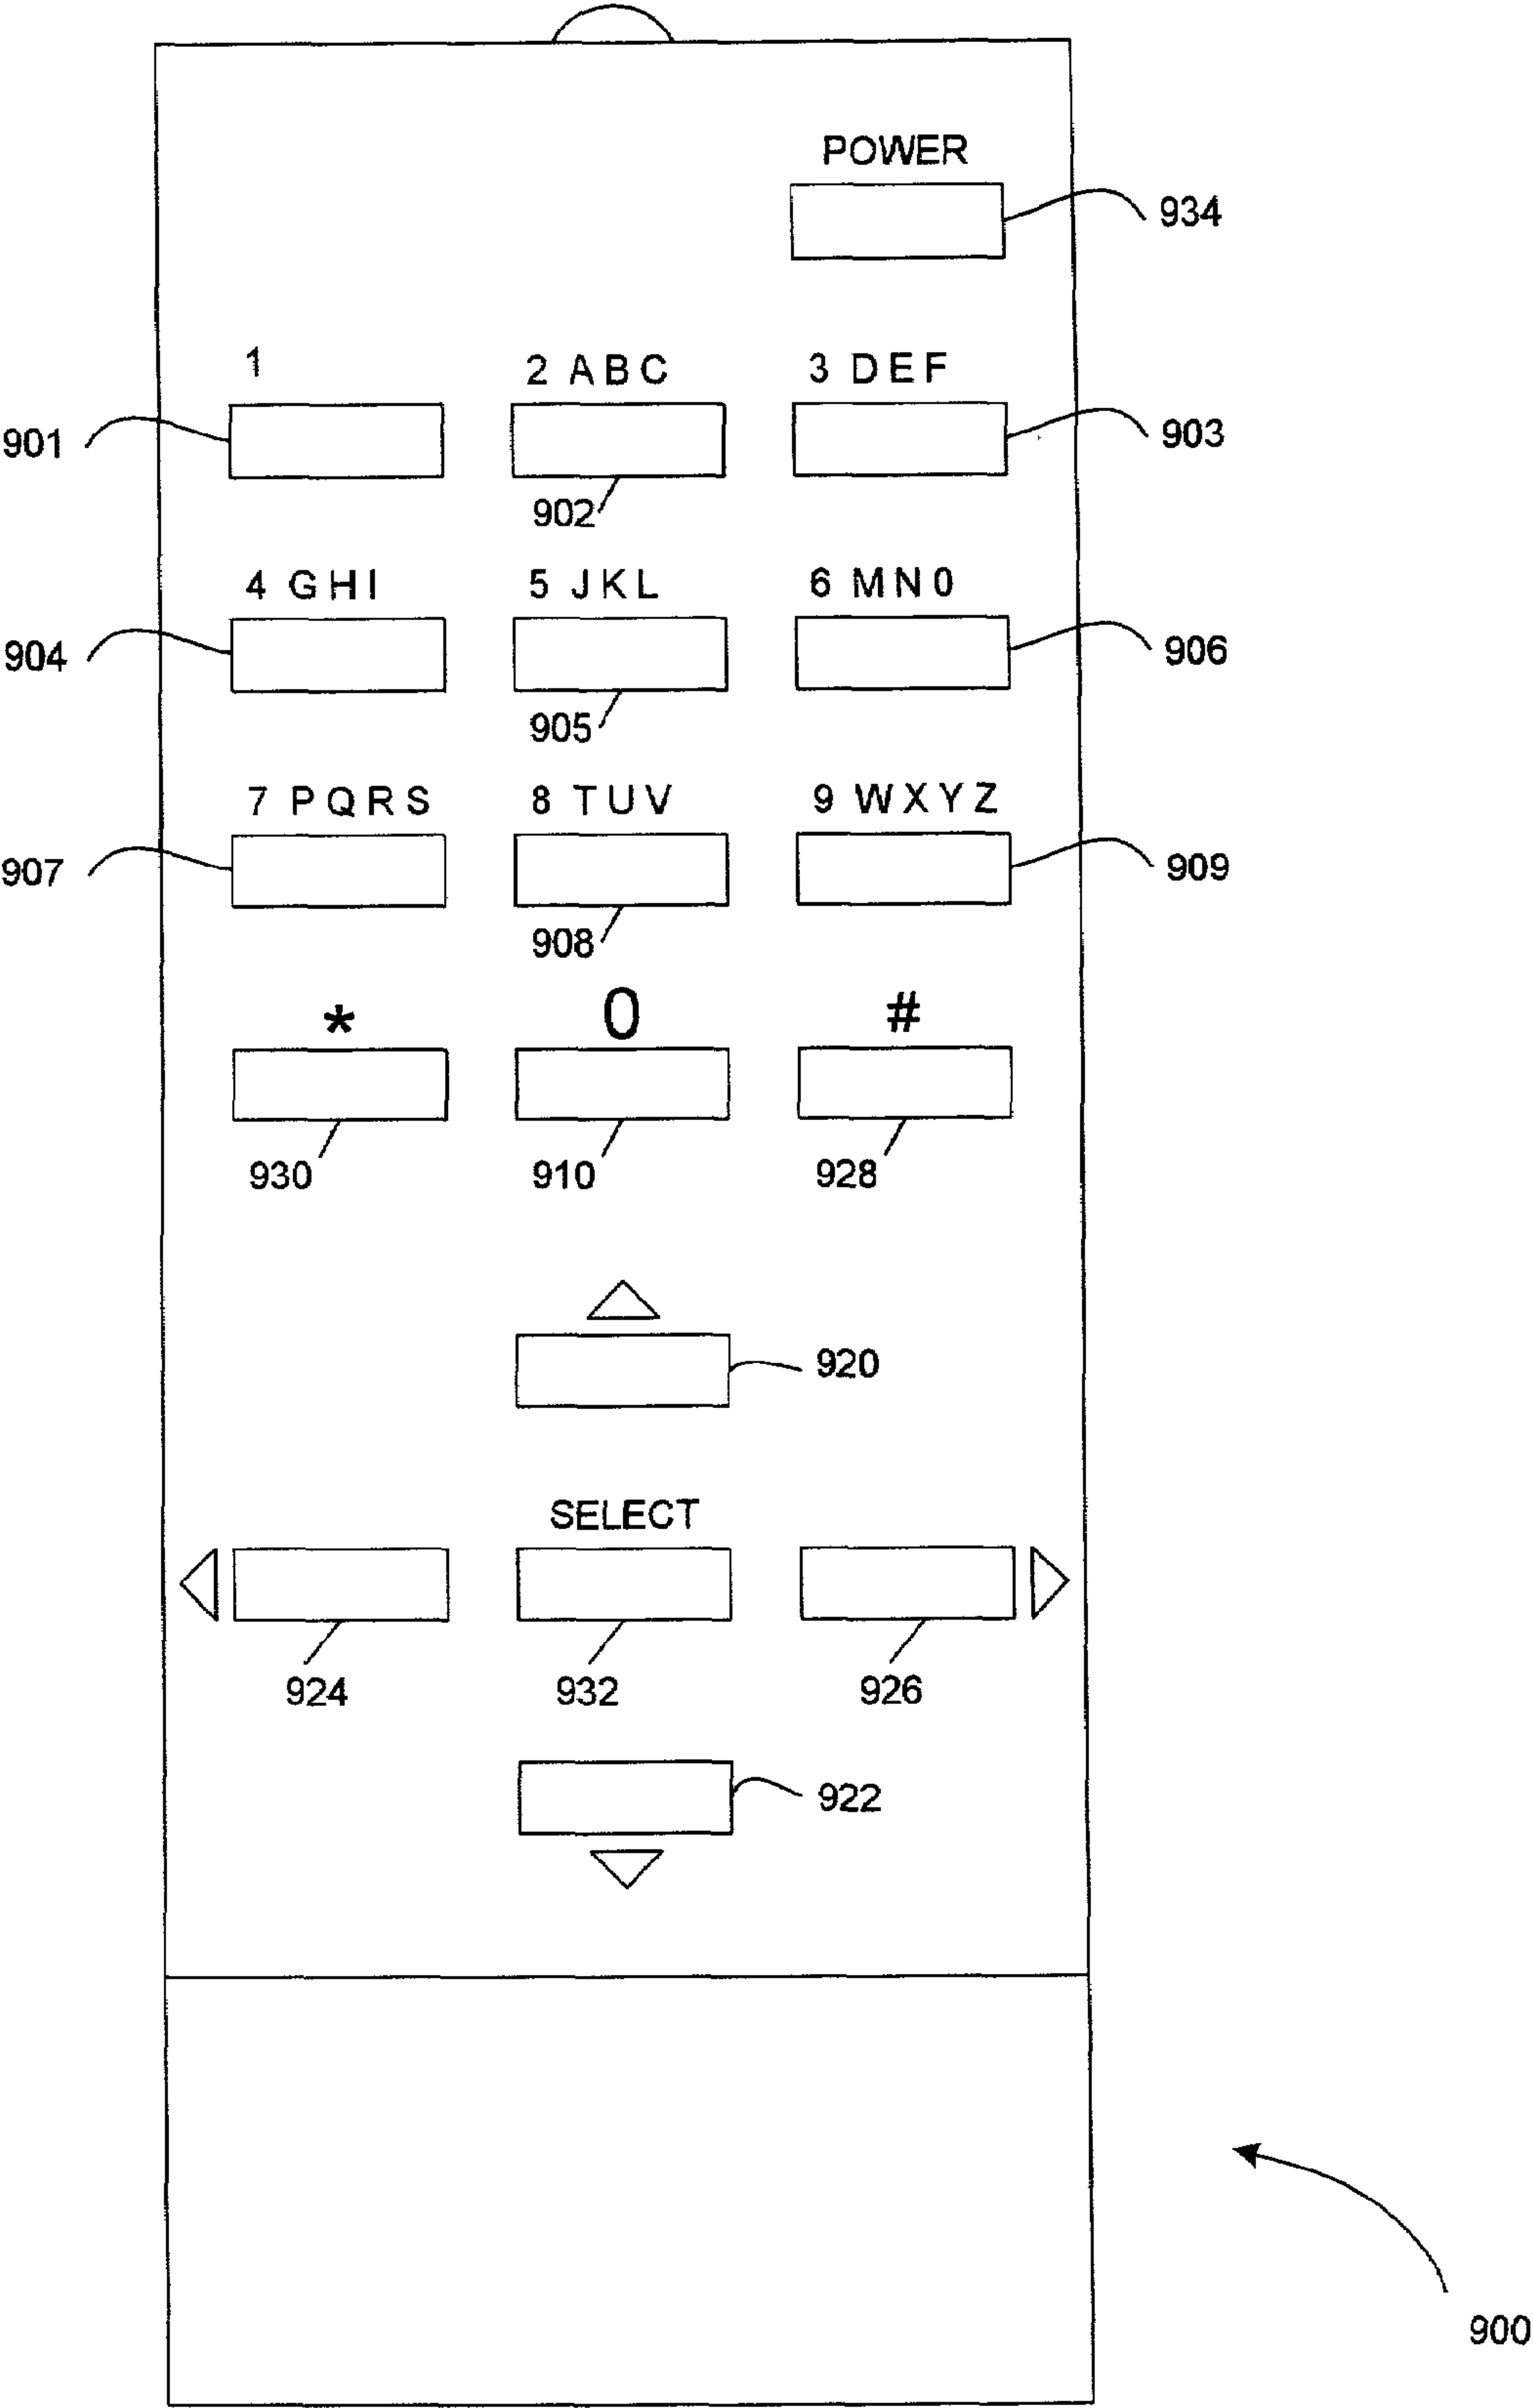 POWER
934
1
2 ABC
3 DEF
901
903
902
4 GHI
5 JKL
6 MN0
904
906
905
7 PQRS
8 TUV
9 WXYZ
907
909
908
*
0
#
930
910
928
920
SELECT
924
932
926
922
900